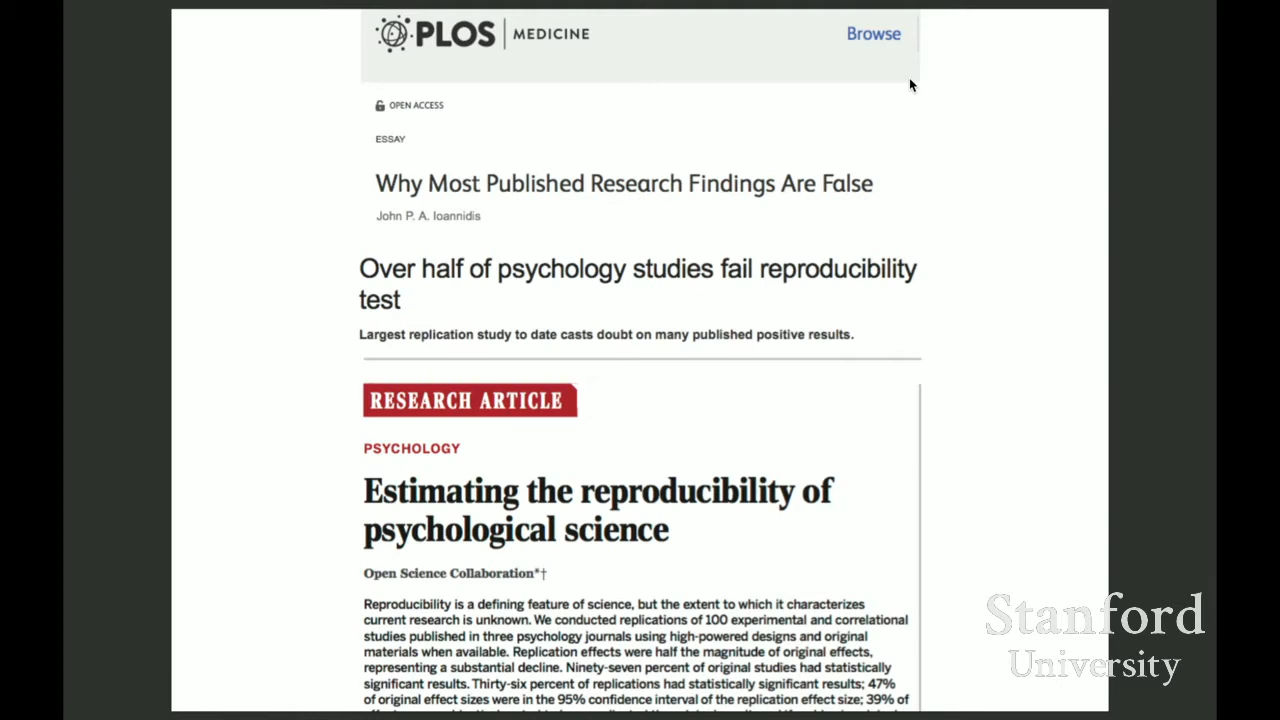 PLOS | MEDICINE
Browse
OPEN ACCESS
ESSAY
Why Most Published Research Findings Are False
John P. A. Ioannidis
Over half of psychology studies fail reproducibility
test
Largest replication study to date casts doubt on many published positive results.
RESEARCH ARTICLE
PSYCHOLOGY
Estimating the reproducibility of
psychological science
Open Science Collaboration*†
Reproducibility is a defining feature of science, but the extent to which it characterizes
current research is unknown. We conducted replications of 100 experimental and correlational
studies published in three psychology journals using high-powered designs and original
materials when available. Replication effects were half the magnitude of original effects,
representing a substantial decline. Ninety-seven percent of original studies had statistically
significant results. Thirty-six percent of replications had statistically significant results; 47%
of original effect sizes were in the 95% confidence interval of the replication effect size; 39% of
Stanford
University